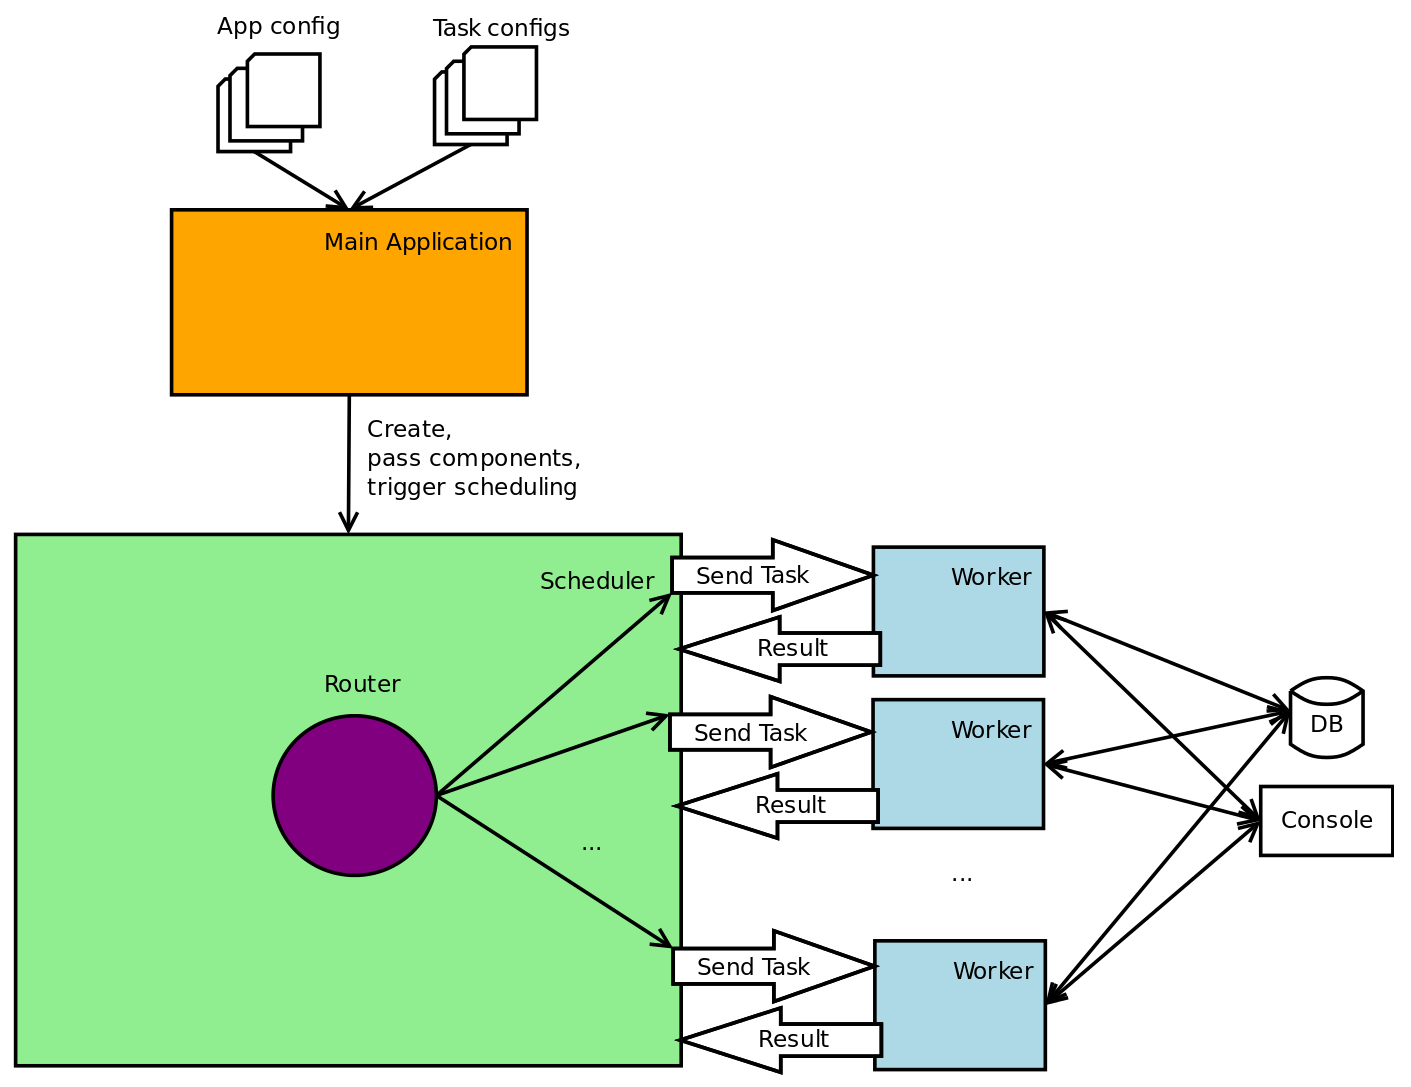 App config
Task configs
Main Application
Create,
pass components,
trigger scheduling
Scheduler
Send Task
Worker
Result
Router
Send Task
Worker
Result
DB
Console
...
...
Send Task
Worker
Result